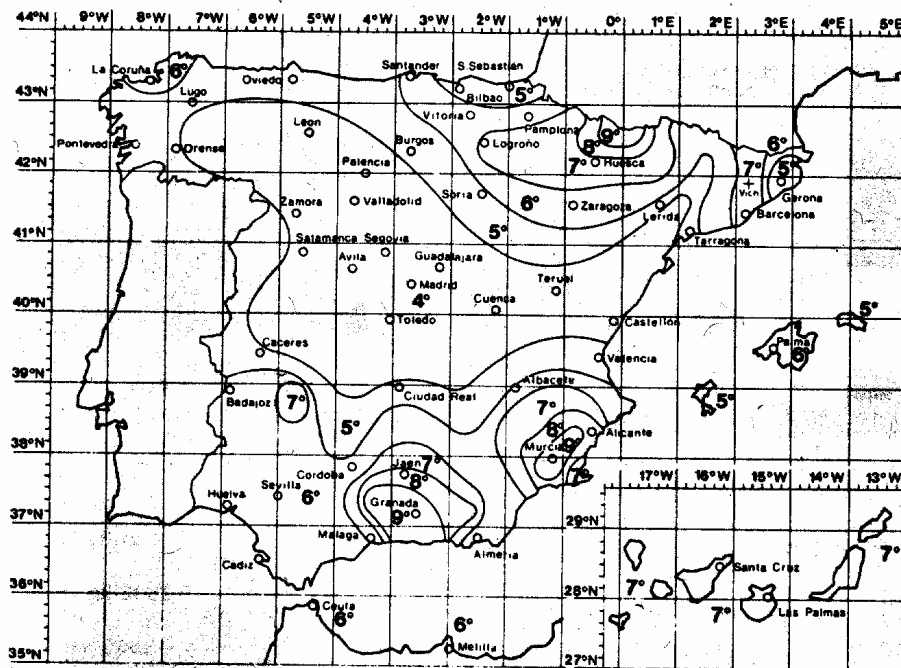 44°N 10°W 9°W 8°W 7°W 6°W 5°W 4°W 3°W 2°W 1°W 0° 1°E 2°E 3°E 4°E 5°E
La Coruña 6° Oviedo Santander S.Sebastián
43°N Lugo Bilbao 5°
Vitoria Pamplona 9°
Pontevedra Orense Leon Burgos Logroño 8° Huesca 6°
42°N Palencia 7° 7° 5°
Vich Gerona
Zamora Valladolid Soria 6° Zaragoza Lerida Barcelona
41°N Salamanca Segovia 5° Tarragona
Avila Guadalajara Teruel
Madrid
40°N 4° Cuenca 5°
Toledo Castellón
Caceres Palma
Valencia 6°
39°N Albacete
Badajoz 7° Ciudad Real 7° 5°
5° 8° Alicante
38°N Murcia 9°
Cordoba Jaen 7° 7° 17°W 16°W 15°W 14°W 13°W
Huelva Sevilla 6° 8°
Granada
37°N 9° 29°N
Malaga Almeria 7°
Cadiz 7° Santa Cruz
36°N 28°N 7°
Ceuta 7° Las Palmas
6° 6°
35°N Melilla 27°N